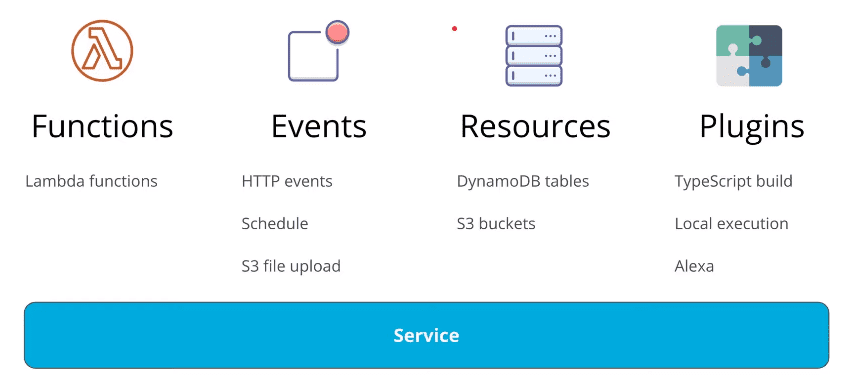 Functions
Events
Resources
Plugins
Lambda functions
HTTP events
DynamoDB tables
TypeScript build
Schedule
S3 buckets
Local execution
S3 file upload
Alexa
Service